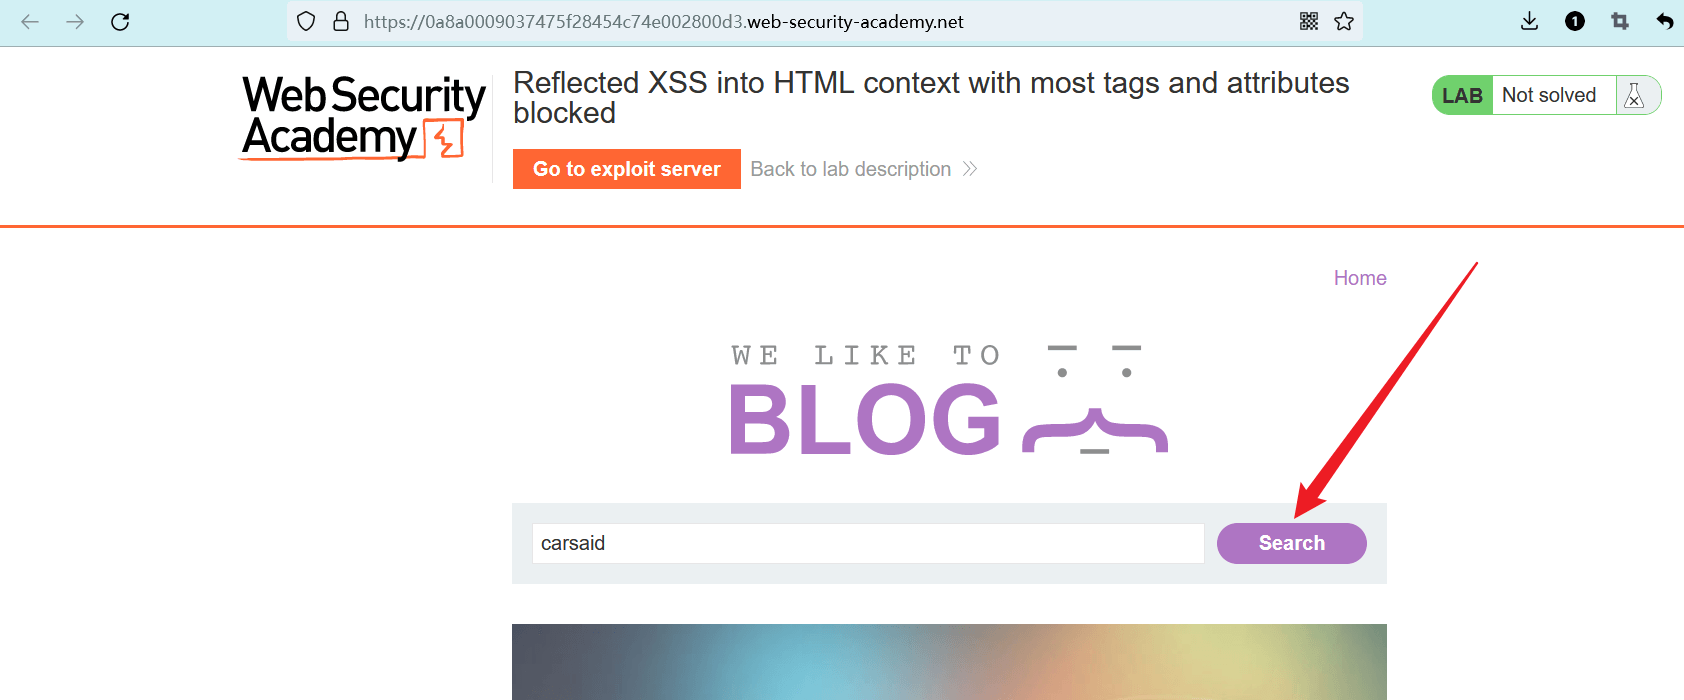 https://0a8a0009037475f28454c74e002800d3.web-security-academy.net
1
Web Security
Academy
Reflected XSS into HTML context with most tags and attributes
blocked
LAB Not solved
Go to exploit server Back to lab description
Home
WE LIKE TO
BLOG
carsaid Search